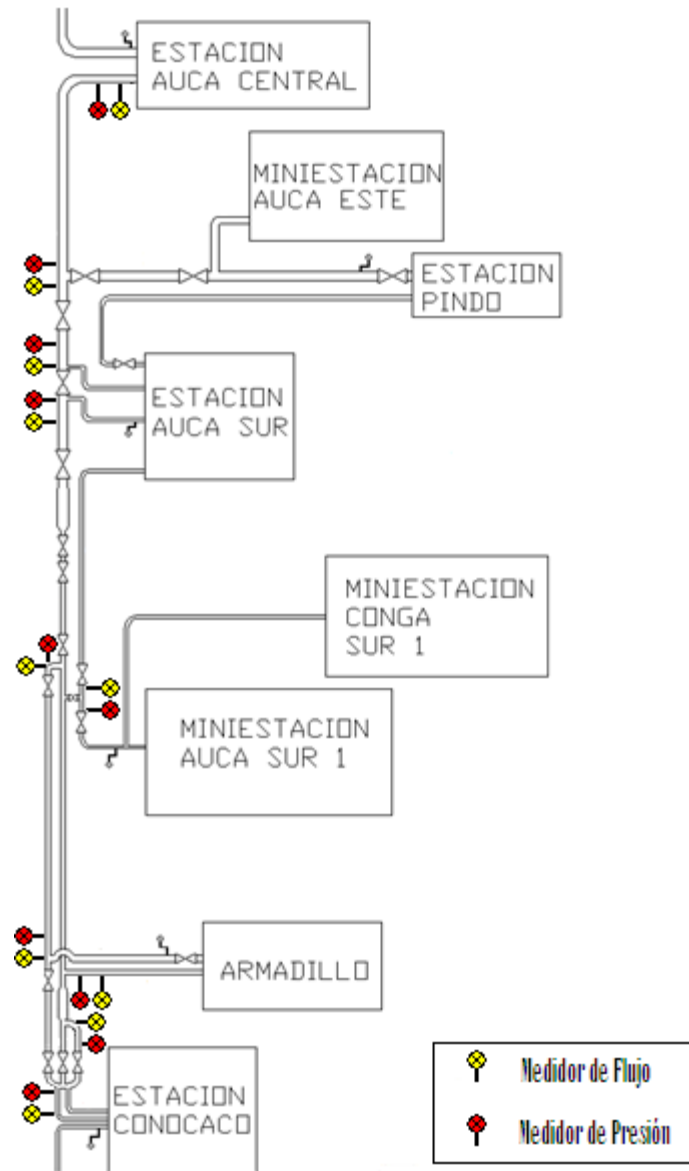 ESTACION
AUCA CENTRAL
MINIESTACION
AUCA ESTE
ESTACION
PINDO
ESTACION
AUCA SUR
MINIESTACION
CONGA
SUR 1
MINIESTACION
AUCA SUR 1
ARMADILLO
ESTACION
CONOCACO
Medidor de Flujo
Medidor de Presión